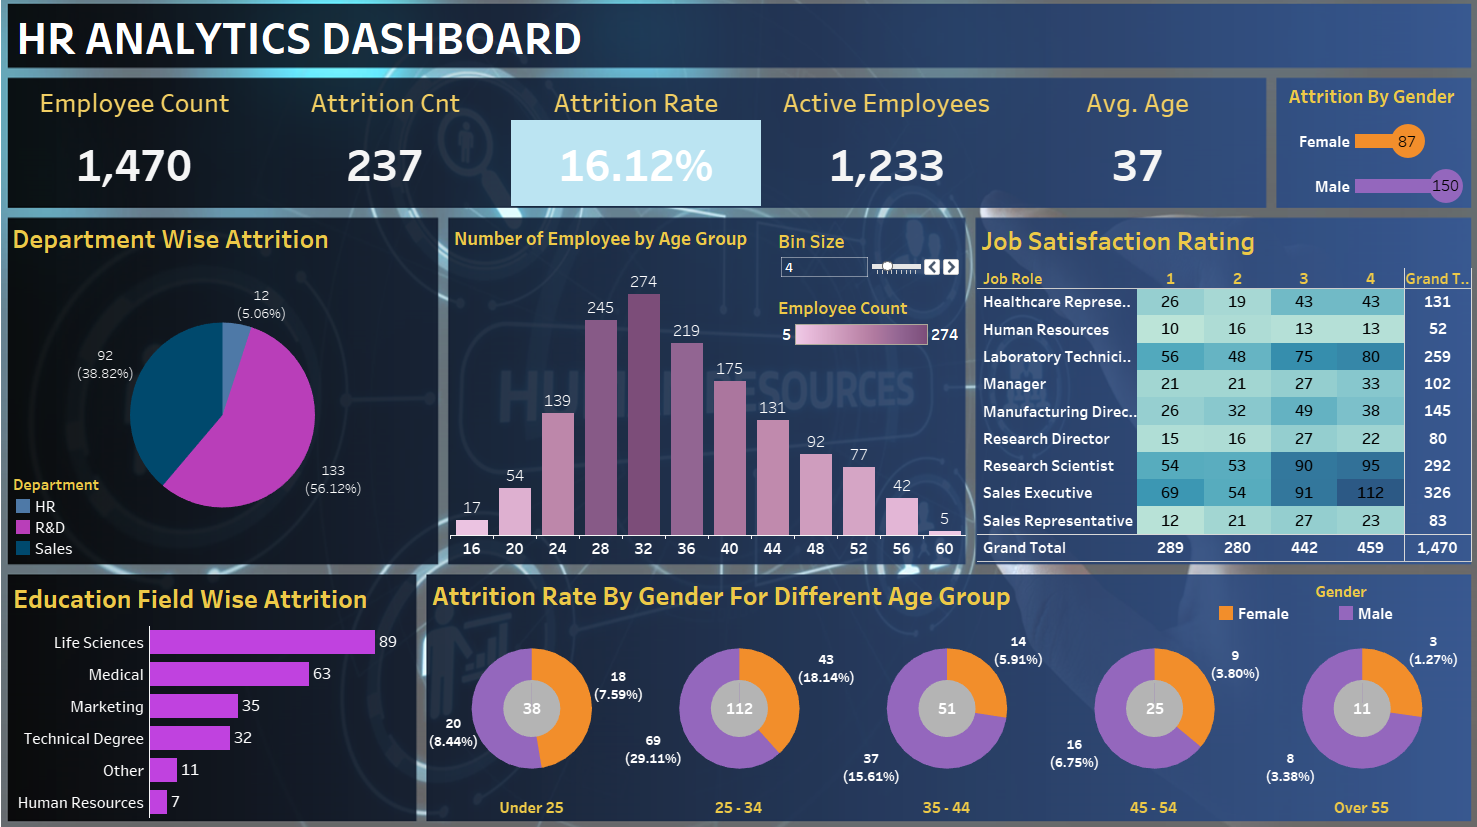 HR ANALYTICS DASHBOARD
Employee Count
1,470
Attrition Cnt
237
Attrition Rate
16.12%
Active Employees
1,233
Avg. Age
37
Attrition By Gender
Female 87
Male 150
Department Wise Attrition
12
(5.06%)
92
(38.82%)
133
(56.12%)
Department
HR
R&D
Sales
Number of Employee by Age Group
Bin Size
4
Employee Count
5 274
17 54 139 245 274 219 175 131 92 77 42 5
16 20 24 28 32 36 40 44 48 52 56 60
HUMAN RESOURCES
Job Satisfaction Rating
Job Role 1 2 3 4 Grand T..
Healthcare Represe.. 26 19 43 43 131
Human Resources 10 16 13 13 52
Laboratory Technici.. 56 48 75 80 259
Manager 21 21 27 33 102
Manufacturing Direc.. 26 32 49 38 145
Research Director 15 16 27 22 80
Research Scientist 54 53 90 95 292
Sales Executive 69 54 91 112 326
Sales Representative 12 21 27 23 83
Grand Total 289 280 442 459 1,470
Education Field Wise Attrition
Life Sciences 89
Medical 63
Marketing 35
Technical Degree 32
Other 11
Human Resources 7
Attrition Rate By Gender For Different Age Group
Gender
Female Male
18
(7.59%)
38
20
(8.44%)
Under 25
43
(18.14%)
112
69
(29.11%)
25 - 34
14
(5.91%)
51
37
(15.61%)
35 - 44
9
(3.80%)
25
16
(6.75%)
45 - 54
3
(1.27%)
11
8
(3.38%)
Over 55